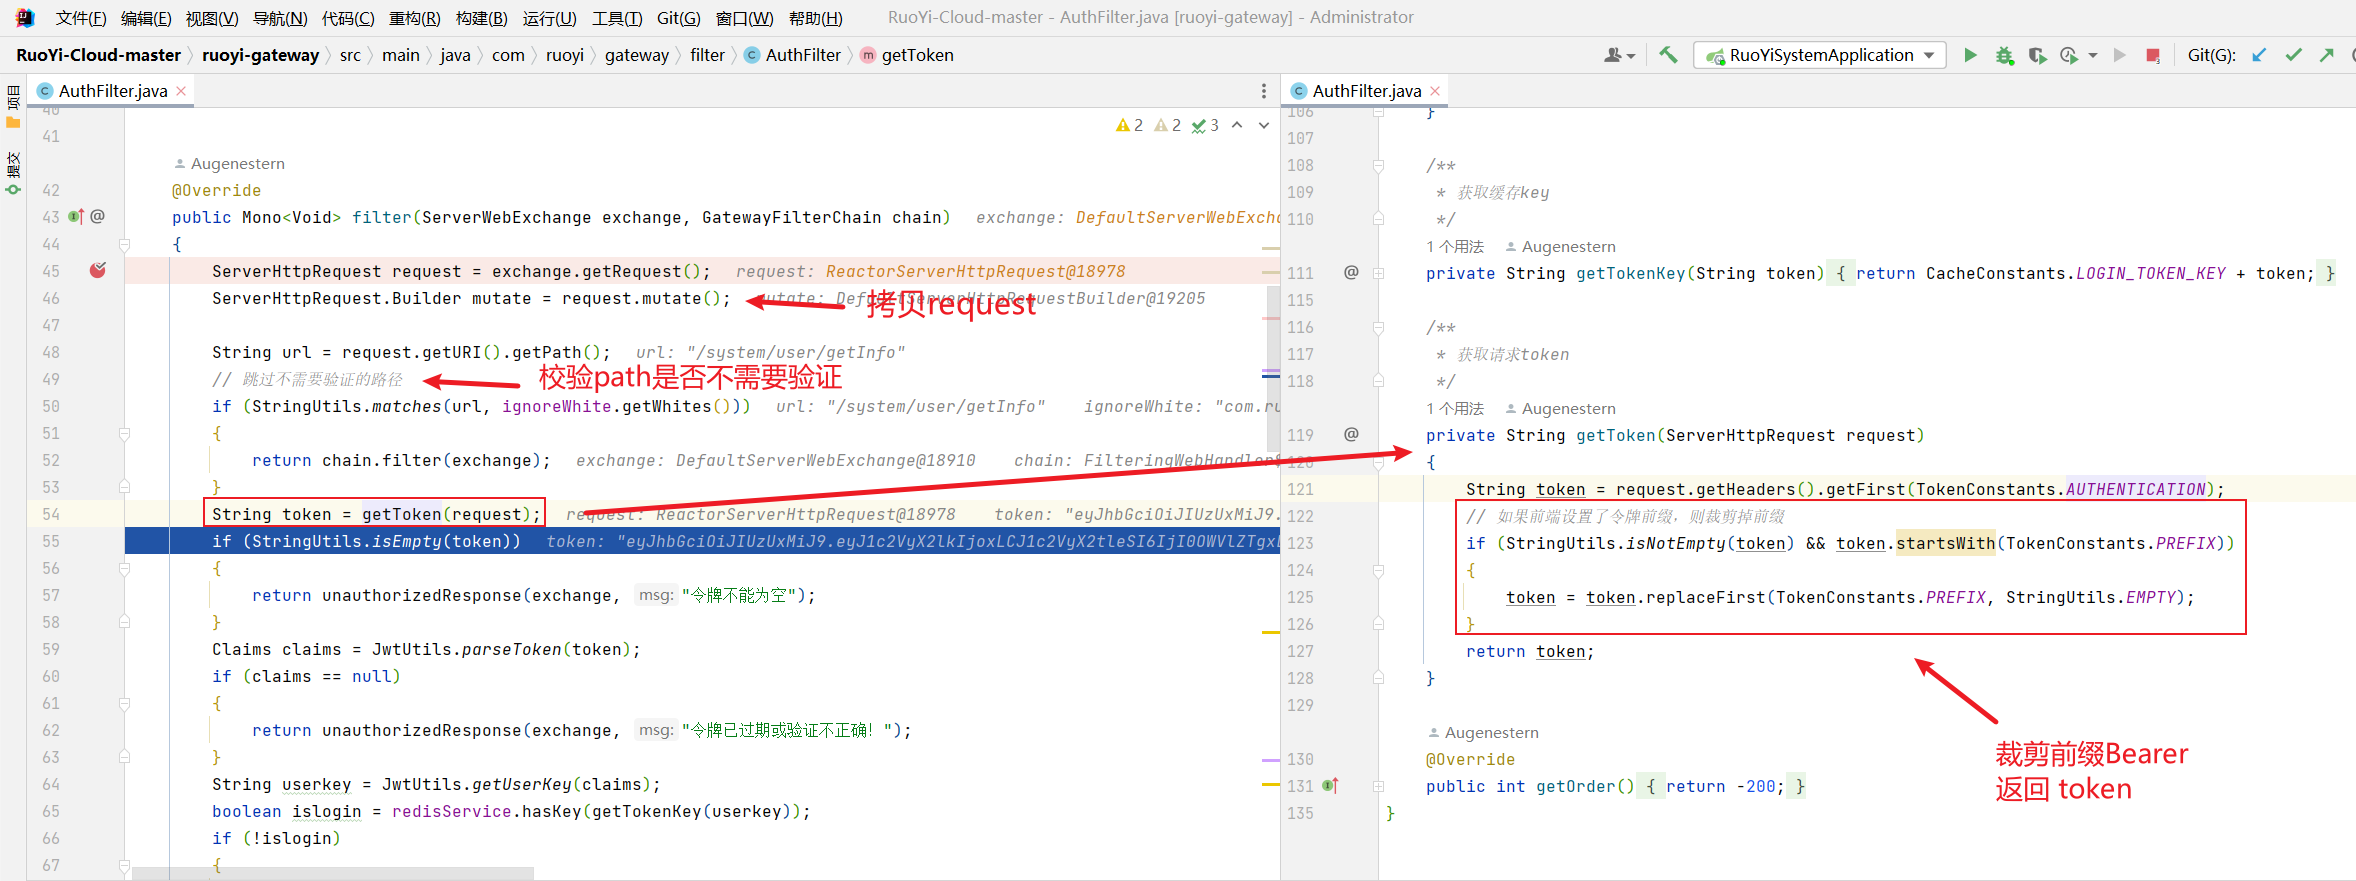 文件(F) 编辑(E) 视图(V) 导航(N) 代码(C) 重构(R) 构建(B) 运行(U) 工具(T) Git(G) 窗口(W) 帮助(H) RuoYi-Cloud-master - AuthFilter.java [ruoyi-gateway] - Administrator
RuoYi-Cloud-master ruoyi-gateway src main java com ruoyi gateway filter AuthFilter getToken RuoYiSystemApplication Git(G):
项目
提交
AuthFilter.java
2 2 3
40
41
Augenestern
42 @Override
43 public Mono<Void> filter(ServerWebExchange exchange, GatewayFilterChain chain) exchange: DefaultServerWebExcha
44 {
45 ServerHttpRequest request = exchange.getRequest(); request: ReactorServerHttpRequest@18978
46 ServerHttpRequest.Builder mutate = request.mutate(); mutate: DefaultServerHttpRequestBuilder@19205
拷贝request
47
48 String url = request.getURI().getPath(); url: "/system/user/getInfo"
49 // 跳过不需要验证的路径
校验path是否不需要验证
50 if (StringUtils.matches(url, ignoreWhite.getWhites())) url: "/system/user/getInfo" ignoreWhite: "com.ru
51 {
52 return chain.filter(exchange); exchange: DefaultServerWebExchange@18910 chain: FilteringWebHandler$
53 }
54 String token = getToken(request); request: ReactorServerHttpRequest@18978 token: "eyJhbGciOiJIUzUxMiJ9.
55 if (StringUtils.isEmpty(token)) token: "eyJhbGciOiJIUzUxMiJ9.eyJ1c2VyX2lkIjoxLCJ1c2VyX2tleSI6IjI0OWVlZTgxL
56 {
57 return unauthorizedResponse(exchange, msg: "令牌不能为空");
58 }
59 Claims claims = JwtUtils.parseToken(token);
60 if (claims == null)
61 {
62 return unauthorizedResponse(exchange, msg: "令牌已过期或验证不正确！");
63 }
64 String userkey = JwtUtils.getUserKey(claims);
65 boolean islogin = redisService.hasKey(getTokenKey(userkey));
66 if (!islogin)
67 {
AuthFilter.java
106 }
107
108 /**
109 * 获取缓存key
110 */
1 个用法 Augenestern
111 private String getTokenKey(String token) { return CacheConstants.LOGIN_TOKEN_KEY + token; }
115
116 /**
117 * 获取请求token
118 */
1 个用法 Augenestern
119 private String getToken(ServerHttpRequest request)
120 {
121 String token = request.getHeaders().getFirst(TokenConstants.AUTHENTICATION);
122 // 如果前端设置了令牌前缀，则裁剪掉前缀
123 if (StringUtils.isNotEmpty(token) && token.startsWith(TokenConstants.PREFIX))
124 {
125 token = token.replaceFirst(TokenConstants.PREFIX, StringUtils.EMPTY);
126 }
127 return token;
128 }
129
Augenestern
130 @Override
131 public int getOrder() { return -200; }
135 }
裁剪前缀Bearer
返回 token